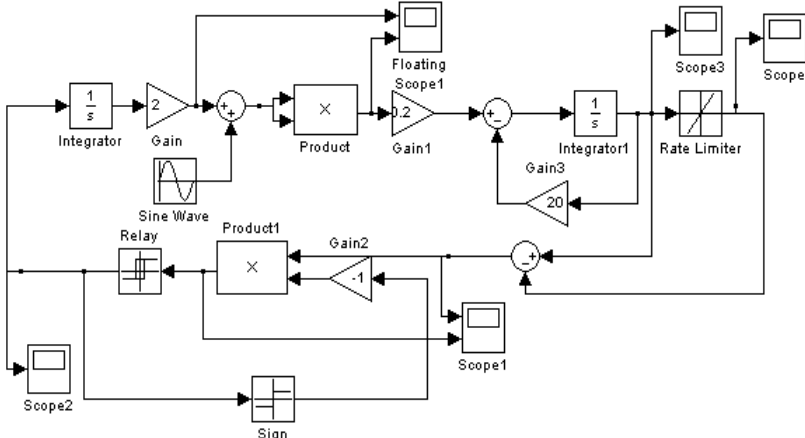 Floating
Scope1
Scope3
Scope
1
s
Integrator
2
Gain
+
+
×
Product
0.2
Gain1
+
−
1
s
Integrator1
Rate Limiter
Gain3
20
Sine Wave
Relay
Product1
×
Gain2
-1
−
+
Scope1
Scope2
Sign